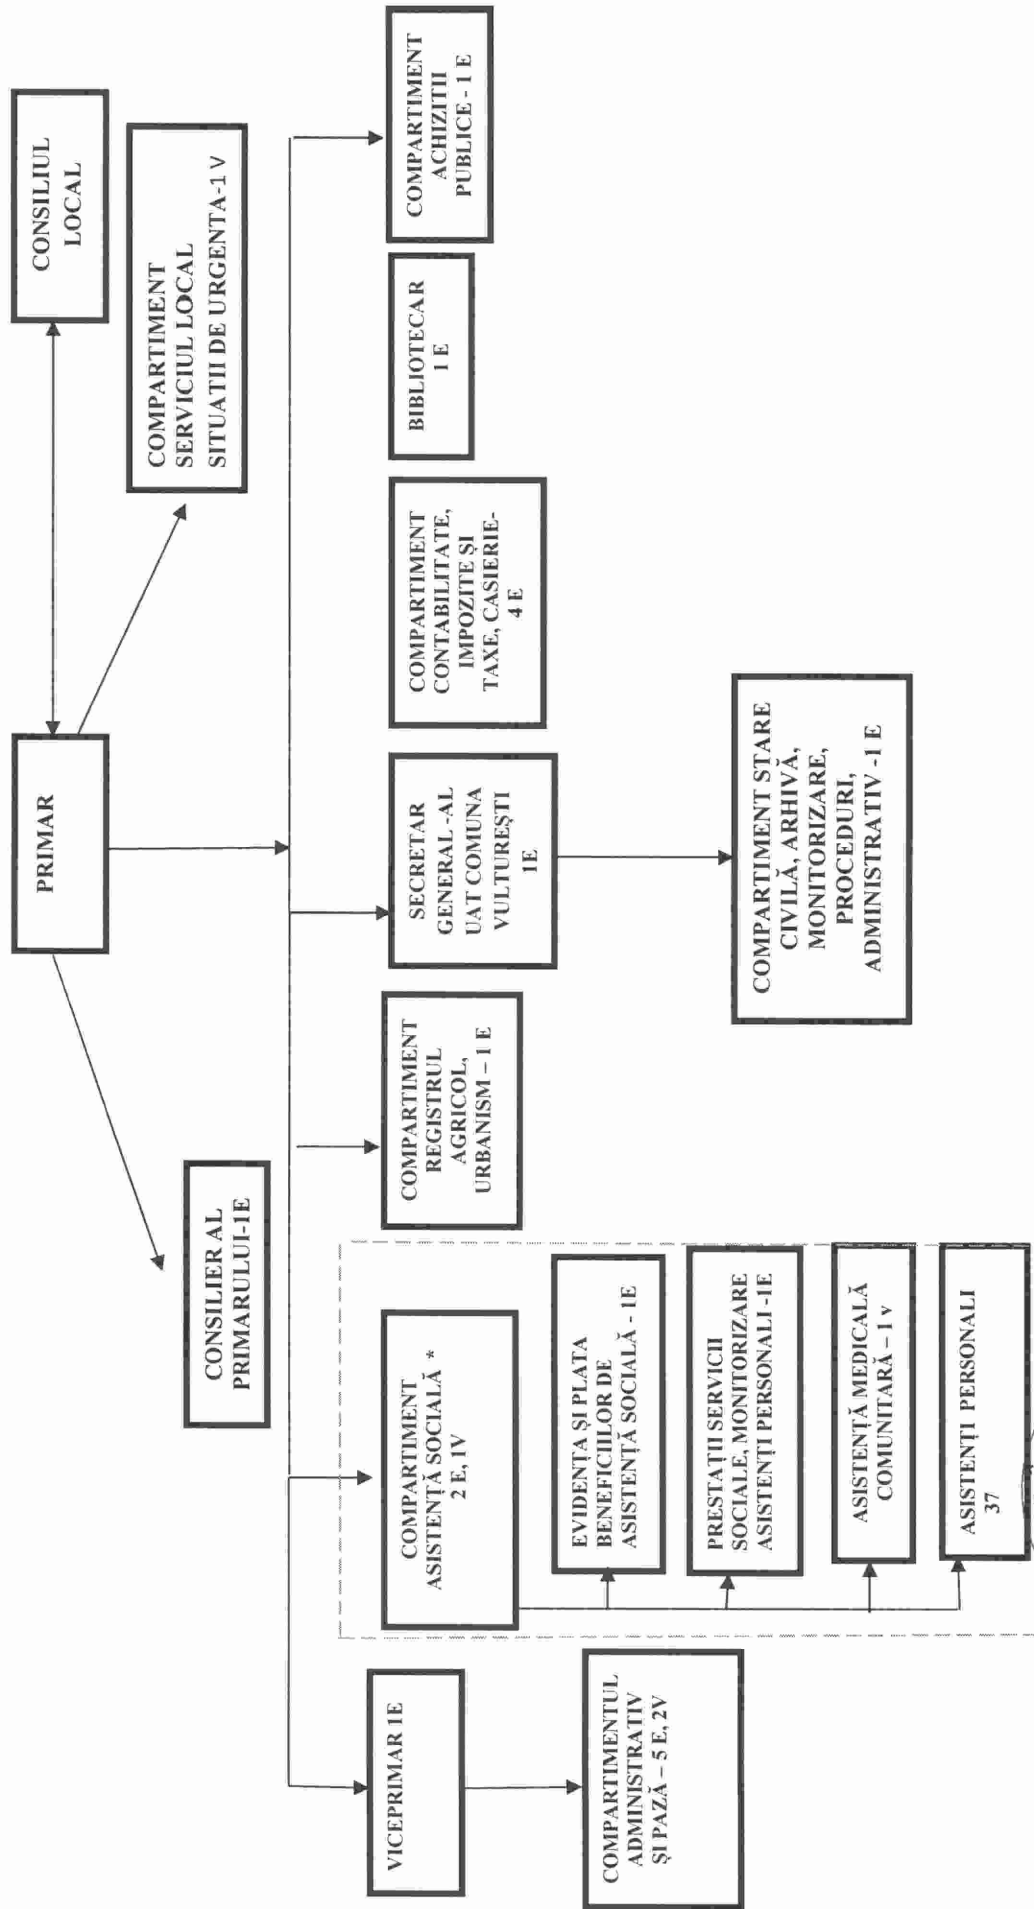 PRIMAR
CONSILIUL
LOCAL
COMPARTIMENT
SERVICIUL LOCAL
SITUATII DE URGENTA-1 V
CONSILIER AL
PRIMARULUI-1E
VICEPRIMAR 1E
COMPARTIMENTUL
ADMINISTRATIV
ȘI PAZĂ – 5 E, 2V
COMPARTIMENT
ASISTENȚĂ SOCIALĂ *
2 E, 1V
EVIDENȚA ȘI PLATA
BENEFICIILOR DE
ASISTENȚĂ SOCIALĂ - 1E
PRESTAȚII SERVICII
SOCIALE, MONITORIZARE
ASISTENȚI PERSONALI -1E
ASISTENȚĂ MEDICALĂ
COMUNITARĂ – 1 v
ASISTENȚI PERSONALI
37
COMPARTIMENT
REGISTRUL
AGRICOL,
URBANISM – 1 E
SECRETAR
GENERAL -AL
UAT COMUNA
VULTUREȘTI
1E
COMPARTIMENT STARE
CIVILĂ, ARHIVĂ,
MONITORIZARE,
PROCEDURI,
ADMINISTRATIV -1 E
COMPARTIMENT
CONTABILITATE,
IMPOZITE ȘI
TAXE, CASIERIE-
4 E
BIBLIOTECAR
1 E
COMPARTIMENT
ACHIZITII
PUBLICE - 1 E